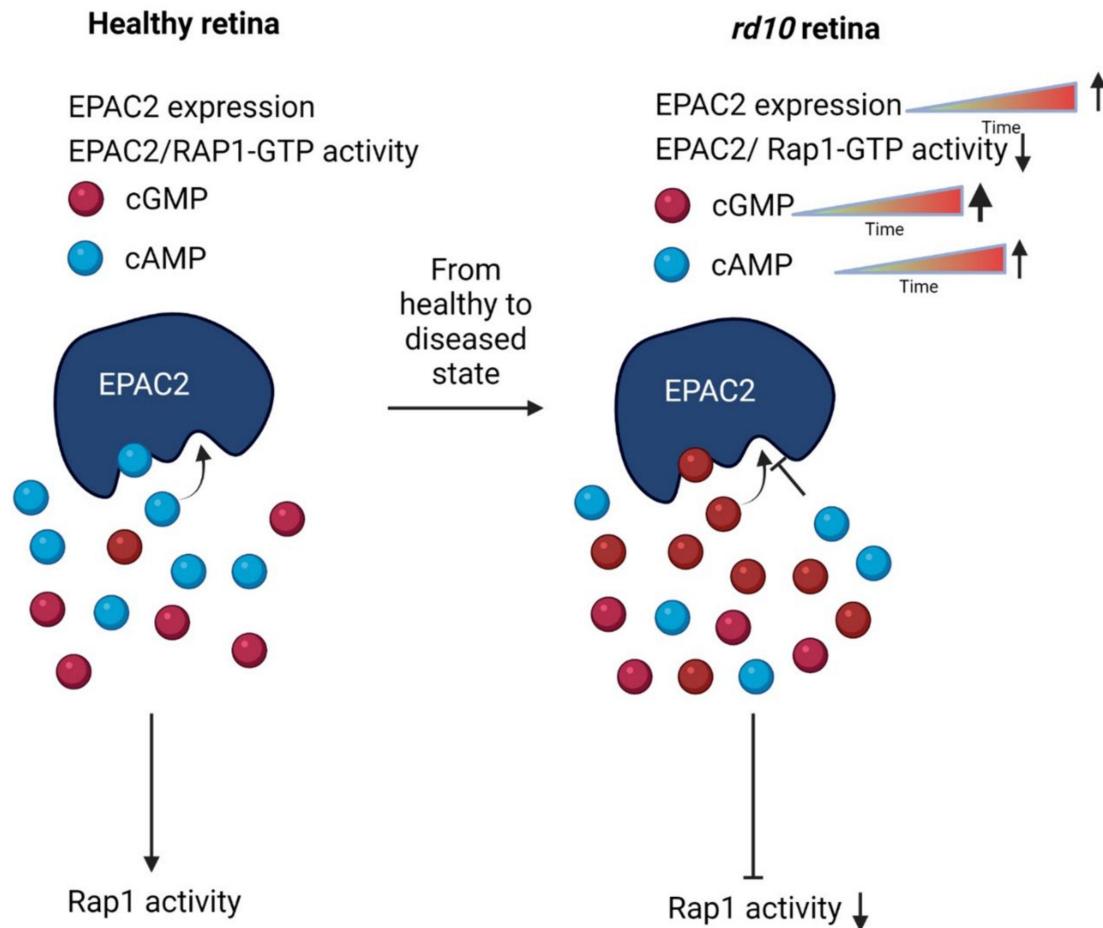 Healthy retina
EPAC2 expression
EPAC2/RAP1-GTP activity
cGMP
cAMP
EPAC2
Rap1 activity
From
healthy to
diseased
state
rd10 retina
EPAC2 expression
Time
EPAC2/ Rap1-GTP activity
cGMP
Time
cAMP
Time
EPAC2
Rap1 activity